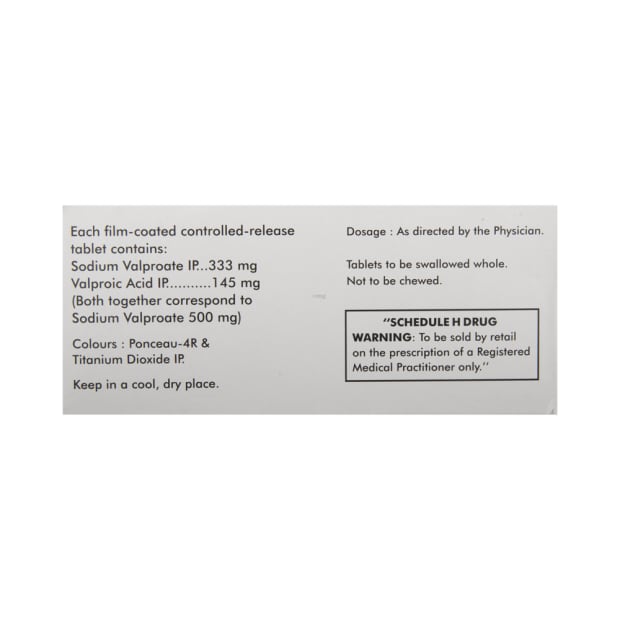 Each film-coated controlled-release
tablet contains:
Sodium Valproate IP...333 mg
Valproic Acid IP..........145 mg
(Both together correspond to
Sodium Valproate 500 mg)
Colours : Ponceau-4R &
Titanium Dioxide IP.
Keep in a cool, dry place.
Dosage : As directed by the Physician.
Tablets to be swallowed whole.
Not to be chewed.
"SCHEDULE H DRUG
WARNING: To be sold by retail
on the prescription of a Registered
Medical Practitioner only."